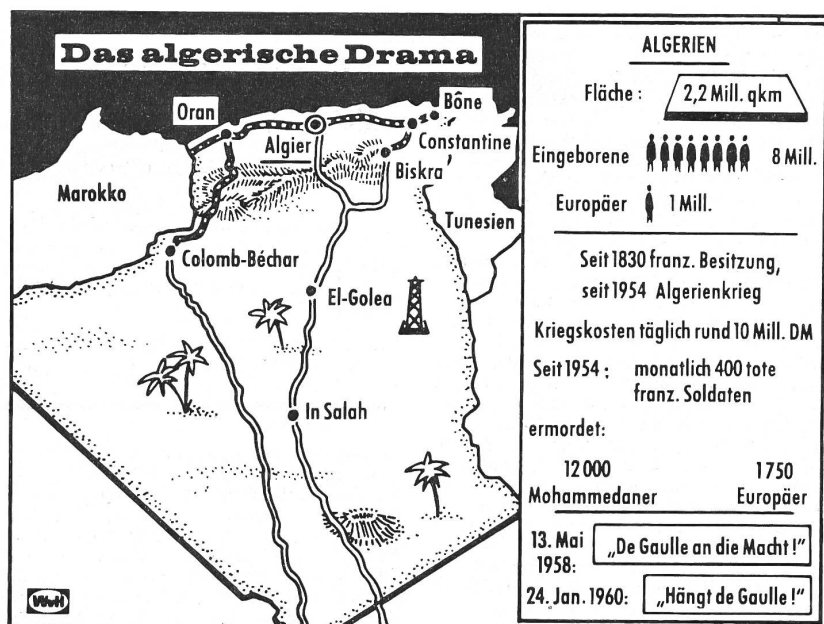 Das algerische Drama
Oran
Algier
Bône
Constantine
Biskra
Marokko
Tunesien
Colomb-Béchar
El-Golea
In Salah
ALGERIEN
Fläche: 2,2 Mill. qkm
Eingeborene 8 Mill.
Europäer 1 Mill.
Seit 1830 franz. Besitzung,
seit 1954 Algerienkrieg
Kriegskosten täglich rund 10 Mill. DM
Seit 1954: monatlich 400 tote
franz. Soldaten
ermordet:
12 000 1750
Mohammedaner Europäer
13. Mai
1958: „De Gaulle an die Macht!"
24. Jan. 1960: „Hängt de Gaulle!"